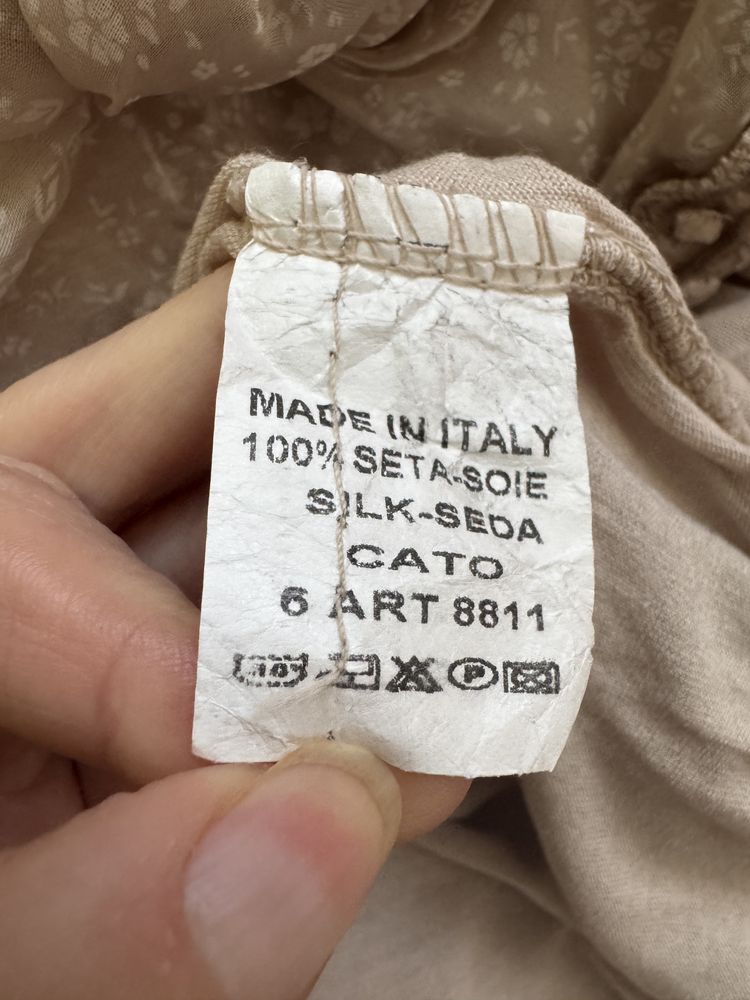 MADE IN ITALY
100% SETA-SOIE
SILK-SEDA
CATO
6 ART 8811
P